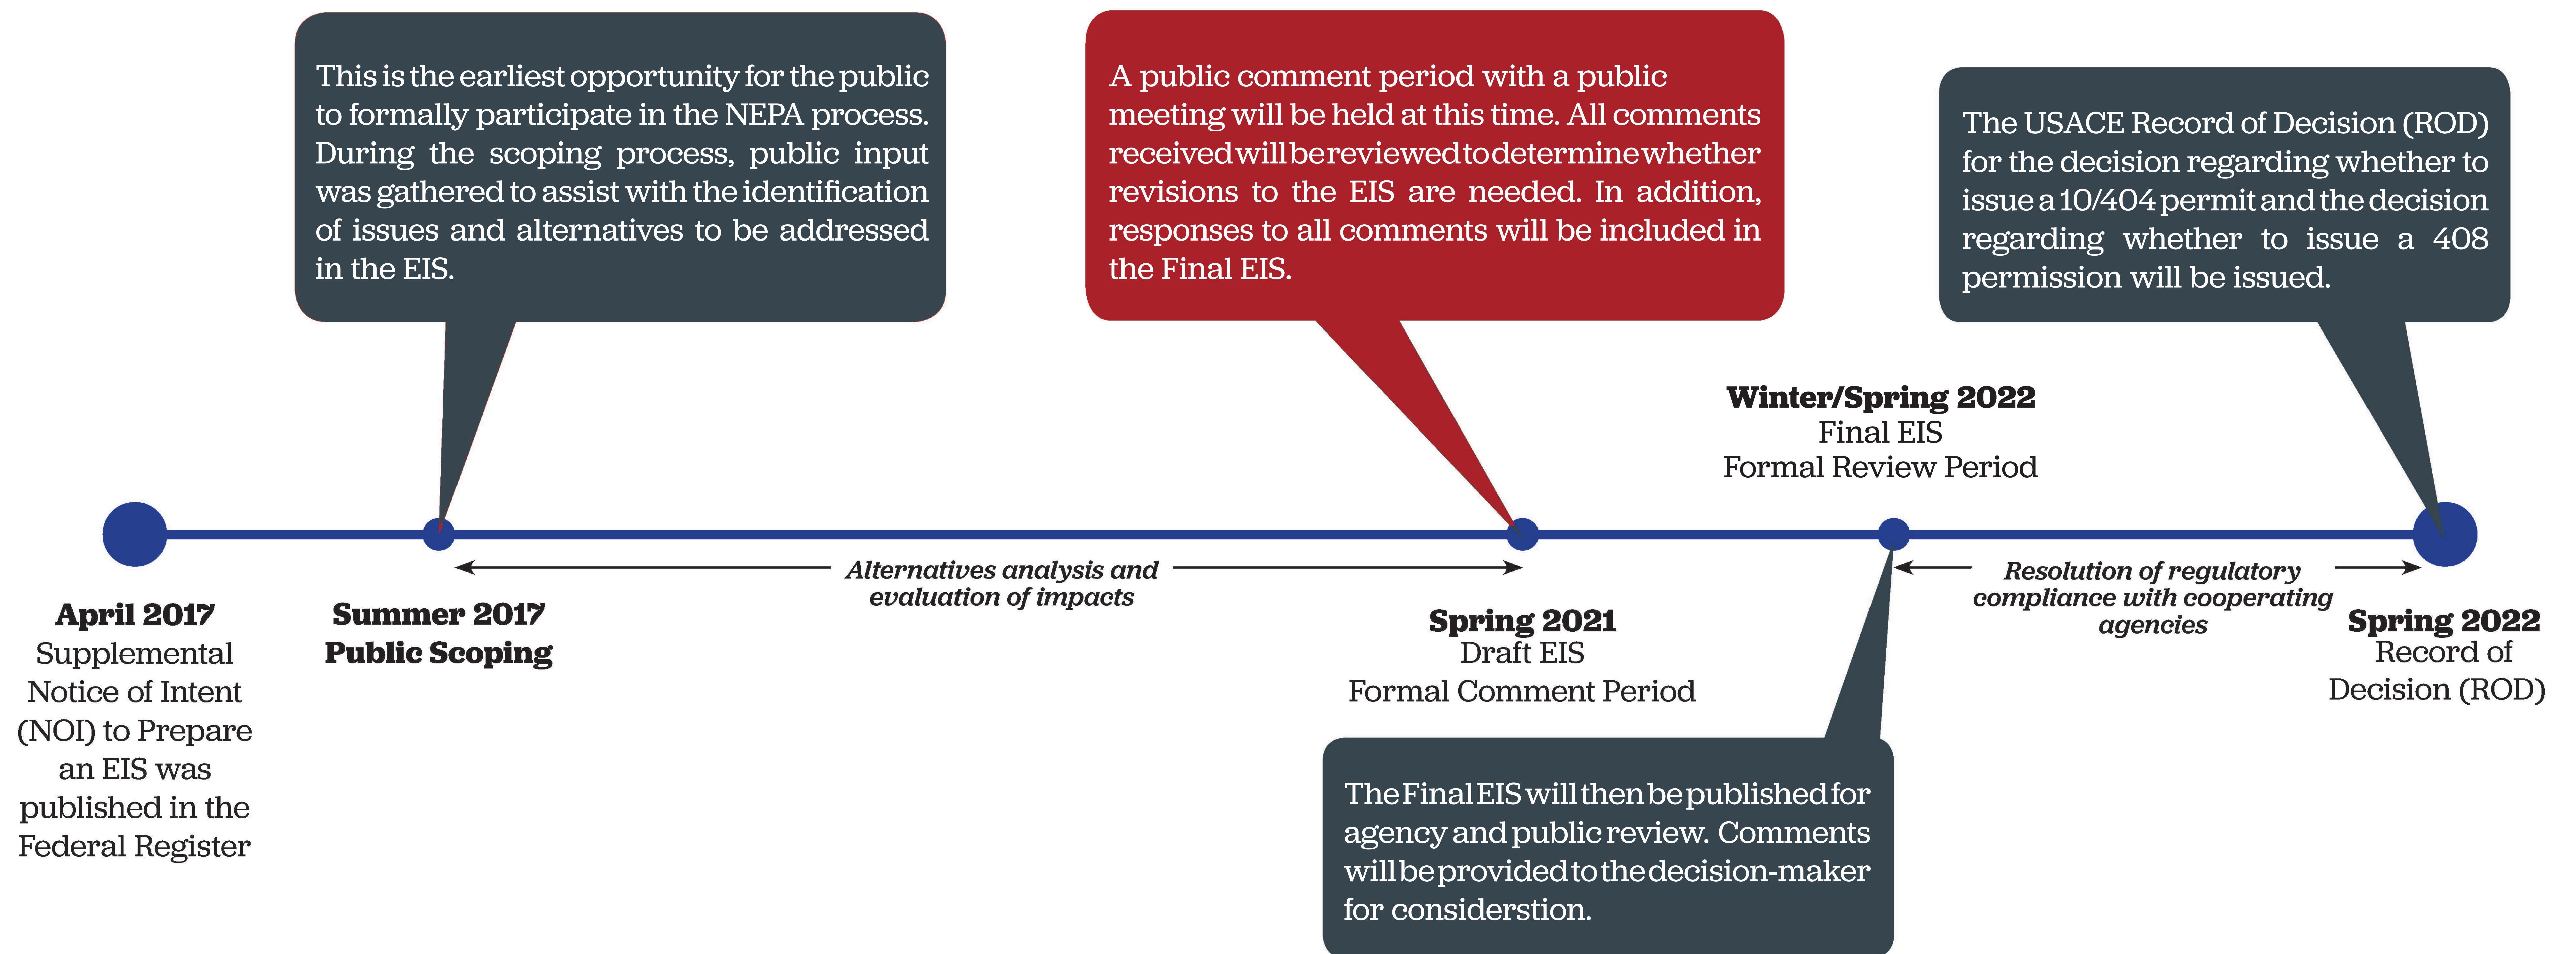 This is the earliest opportunity for the public
to formally participate in the NEPA process.
During the scoping process, public input
was gathered to assist with the identification
of issues and alternatives to be addressed
in the EIS.
A public comment period with a public
meeting will be held at this time. All comments
received will be reviewed to determine whether
revisions to the EIS are needed. In addition,
responses to all comments will be included in
the Final EIS.
The USACE Record of Decision (ROD)
for the decision regarding whether to
issue a 10/404 permit and the decision
regarding whether to issue a 408
permission will be issued.
Winter/Spring 2022
Final EIS
Formal Review Period
Alternatives analysis and
evaluation of impacts
Resolution of regulatory
compliance with cooperating
agencies
April 2017
Supplemental
Notice of Intent
(NOI) to Prepare
an EIS was
published in the
Federal Register
Summer 2017
Public Scoping
Spring 2021
Draft EIS
Formal Comment Period
Spring 2022
Record of
Decision (ROD)
The Final EIS will then be published for
agency and public review. Comments
will be provided to the decision-maker
for considerstion.